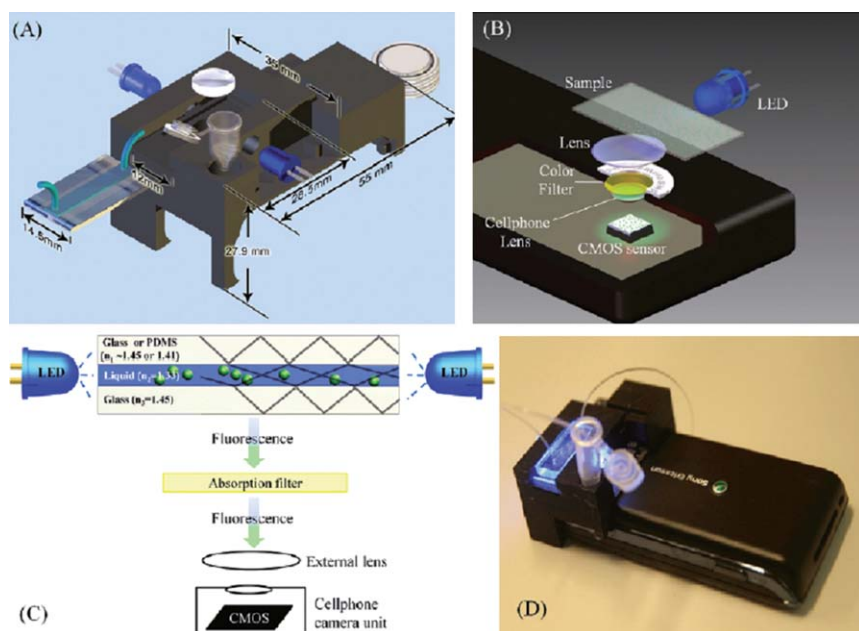 (A)
36 mm
12mm
14.8mm
28.5mm
55 mm
27.9 mm
(B)
Sample
LED
Lens
Color
Filter
Cellphone
Lens
CMOS sensor
Glass or PDMS
(n₁ ~1.45 or 1.41)
LED
Liquid (n₂=1.33)
LED
Glass (n₃=1.45)
Fluorescence
Absorption filter
Fluorescence
External lens
(C)
CMOS
Cellphone
camera unit
Sony Ericsson
(D)